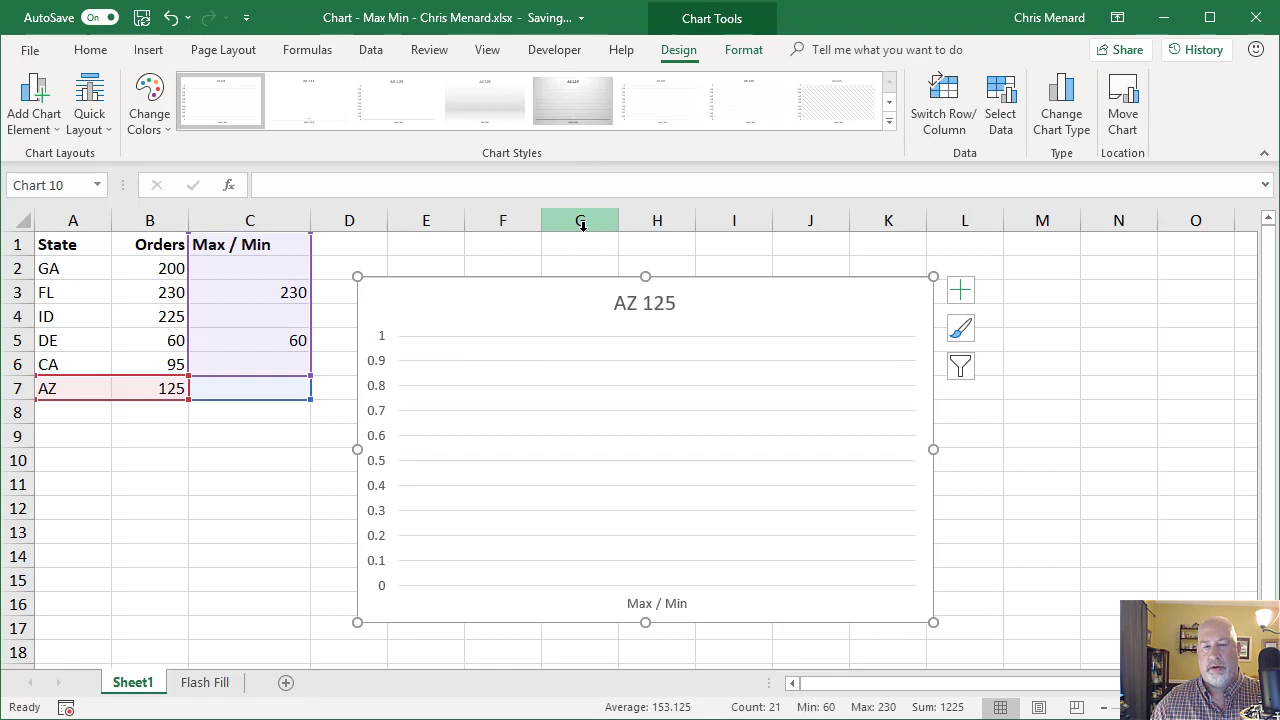 AutoSave On Chart - Max Min - Chris Menard.xlsx - Saving... Chart Tools Chris Menard
File Home Insert Page Layout Formulas Data Review View Developer Help Design Format Tell me what you want to do Share History
Add Chart Element Quick Layout Change Colors Switch Row/ Column Select Data Change Chart Type Move Chart
Chart Layouts Chart Styles Data Type Location
Chart 10 fx
A B C D E F G H I J K L M N O
1 State Orders Max / Min
2 GA 200
3 FL 230 230
4 ID 225
5 DE 60 60
6 CA 95
7 AZ 125
8
9
10
11
12
13
14
15
16
17
18
AZ 125
1
0.9
0.8
0.7
0.6
0.5
0.4
0.3
0.2
0.1
0
Max / Min
Sheet1 Flash Fill
Ready Average: 153.125 Count: 21 Min: 60 Max: 230 Sum: 1225